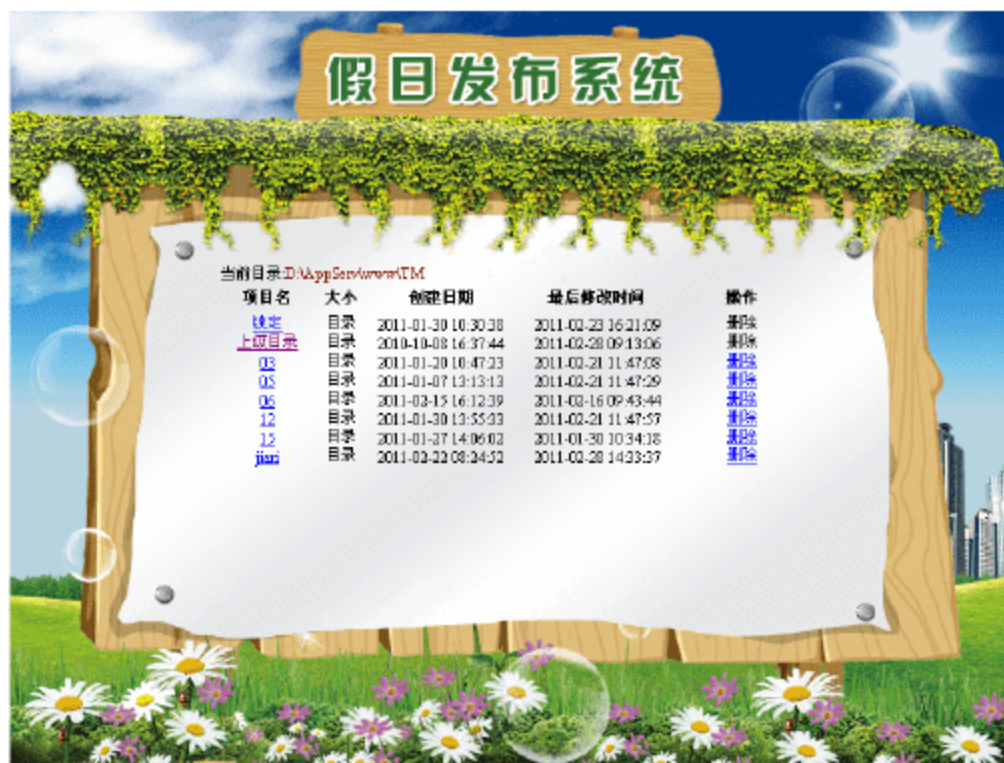 假日发布系统
当前目录:D:\AppServ\www\TM
项目名 大小 创建日期 最后修改时间 操作
锁定 目录 2011-01-30 10:30:38 2011-02-23 16:21:09 删除
上级目录 目录 2010-10-08 16:37:44 2011-02-28 09:13:06 删除
03 目录 2011-01-20 10:47:23 2011-02-21 11:47:08 删除
05 目录 2011-01-07 13:13:13 2011-02-21 11:47:29 删除
06 目录 2011-02-15 16:12:39 2011-02-16 09:43:44 删除
12 目录 2011-01-30 13:55:33 2011-02-21 11:47:57 删除
15 目录 2011-01-27 14:06:02 2011-01-30 10:34:18 删除
jiari 目录 2011-02-22 08:24:52 2011-02-28 14:33:37 删除